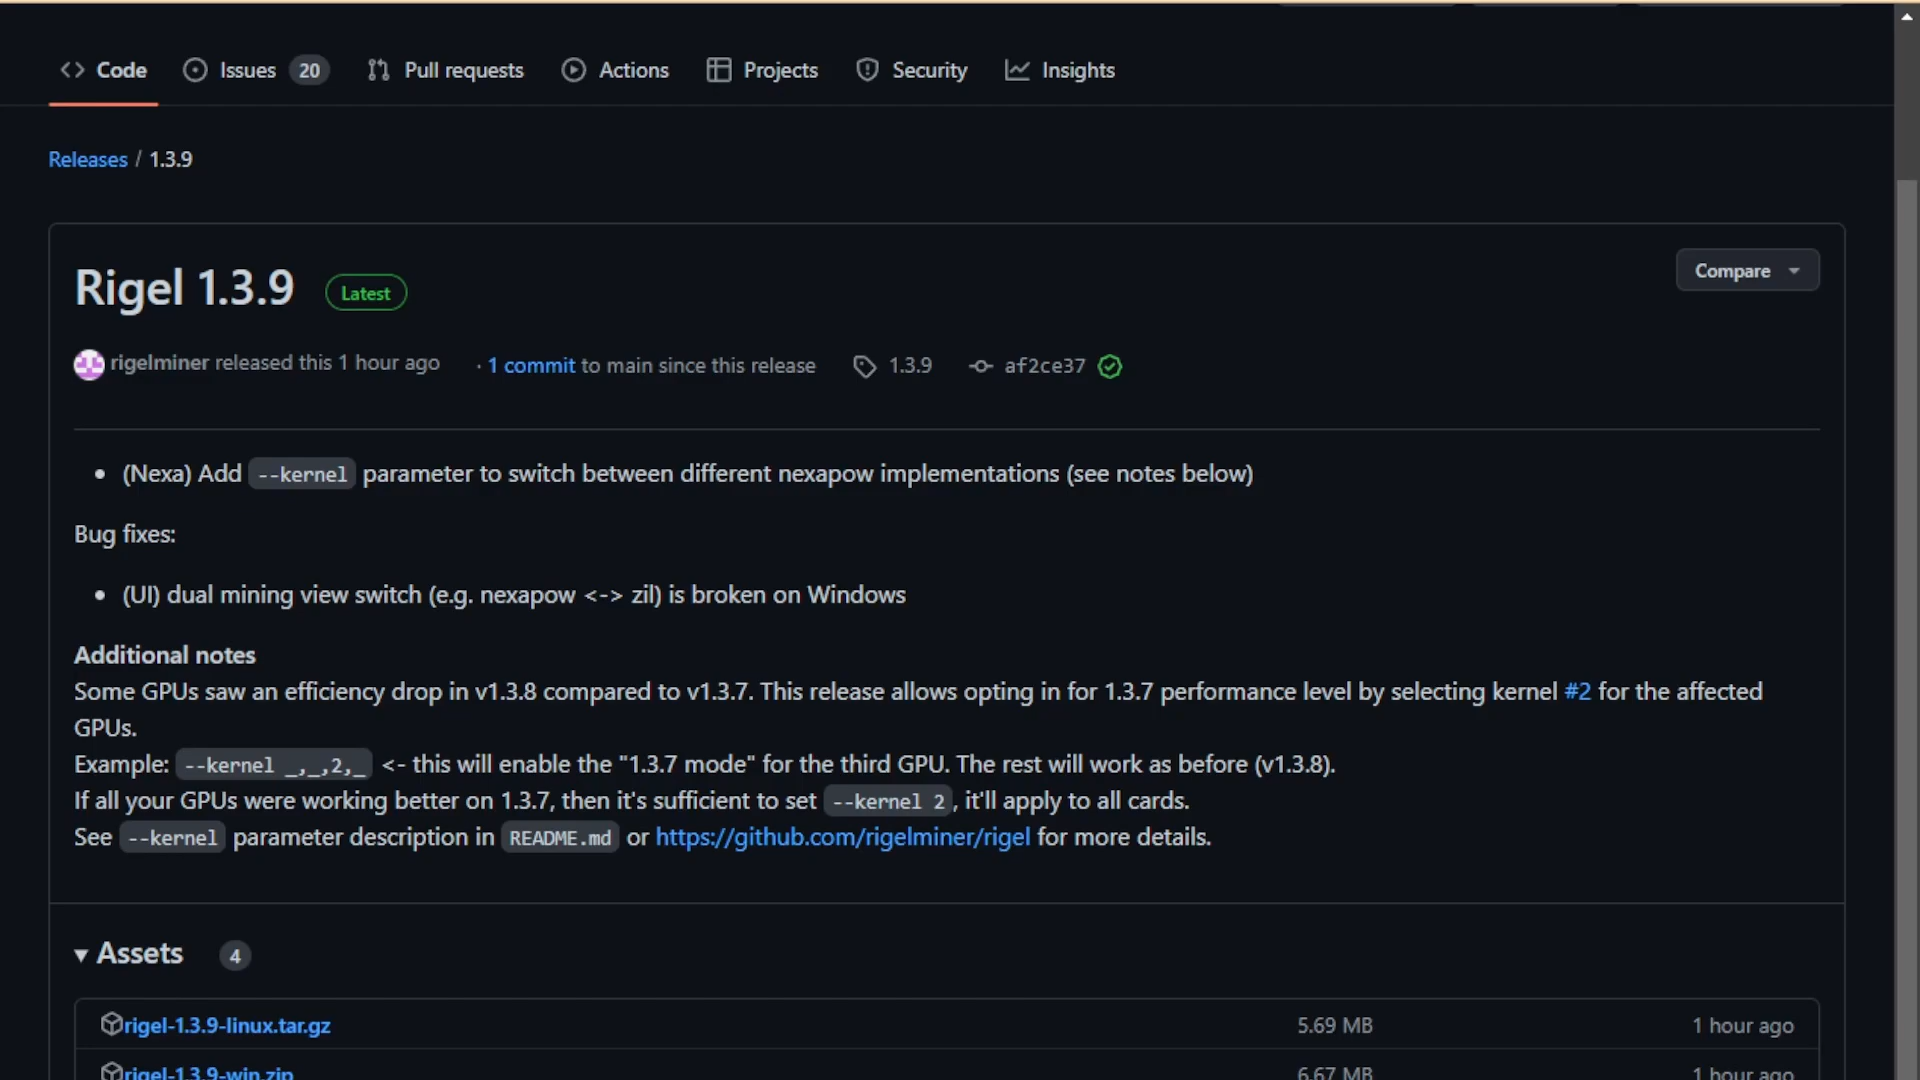 Code Issues 20 Pull requests Actions Projects Security Insights
Releases / 1.3.9
Rigel 1.3.9 Latest Compare
rigelminer released this 1 hour ago · 1 commit to main since this release 1.3.9 af2ce37
(Nexa) Add --kernel parameter to switch between different nexapow implementations (see notes below)
Bug fixes:
(UI) dual mining view switch (e.g. nexapow <-> zil) is broken on Windows
Additional notes
Some GPUs saw an efficiency drop in v1.3.8 compared to v1.3.7. This release allows opting in for 1.3.7 performance level by selecting kernel #2 for the affected
GPUs.
Example: --kernel _,_,2,_ <- this will enable the "1.3.7 mode" for the third GPU. The rest will work as before (v1.3.8).
If all your GPUs were working better on 1.3.7, then it's sufficient to set --kernel 2, it'll apply to all cards.
See --kernel parameter description in README.md or https://github.com/rigelminer/rigel for more details.
Assets 4
rigel-1.3.9-linux.tar.gz 5.69 MB 1 hour ago
rigel-1.3.9-win.zip 6.67 MB 1 hour ago